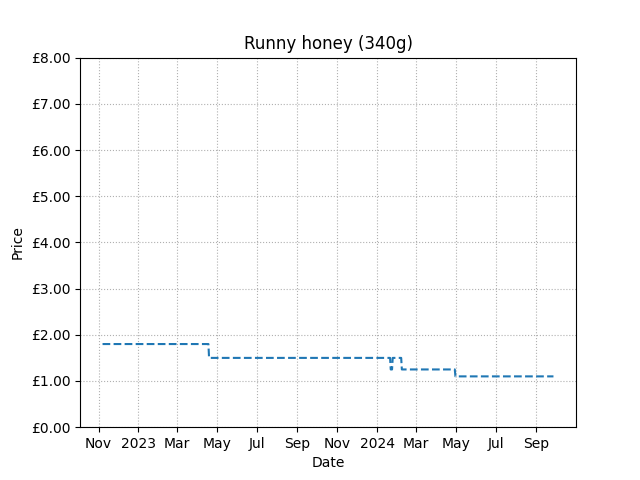 Runny honey (340g)
£8.00
£7.00
£6.00
£5.00
£4.00
£3.00
£2.00
£1.00
£0.00
Price
Nov 2023 Mar May Jul Sep Nov 2024 Mar May Jul Sep
Date